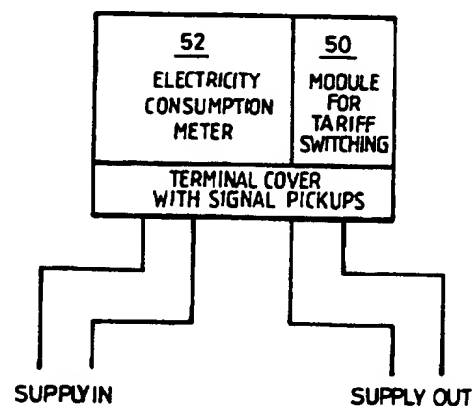 52
ELECTRICITY
CONSUMPTION
METER
50
MODULE
FOR
TARIFF
SWITCHING
TERMINAL COVER
WITH SIGNAL PICKUPS
SUPPLY IN
SUPPLY OUT